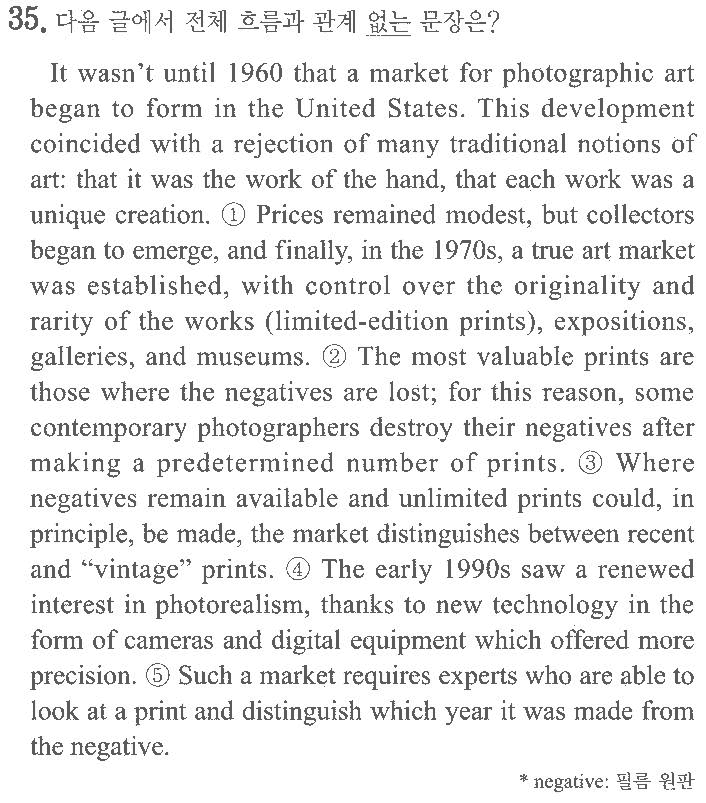 35. 다음 글에서 전체 흐름과 관계 없는 문장은?
It wasn't until 1960 that a market for photographic art
began to form in the United States. This development
coincided with a rejection of many traditional notions of
art: that it was the work of the hand, that each work was a
unique creation. ① Prices remained modest, but collectors
began to emerge, and finally, in the 1970s, a true art market
was established, with control over the originality and
rarity of the works (limited-edition prints), expositions,
galleries, and museums. ② The most valuable prints are
those where the negatives are lost; for this reason, some
contemporary photographers destroy their negatives after
making a predetermined number of prints. ③ Where
negatives remain available and unlimited prints could, in
principle, be made, the market distinguishes between recent
and “vintage” prints. ④ The early 1990s saw a renewed
interest in photorealism, thanks to new technology in the
form of cameras and digital equipment which offered more
precision. ⑤ Such a market requires experts who are able to
look at a print and distinguish which year it was made from
the negative.
* negative: 필름 원판